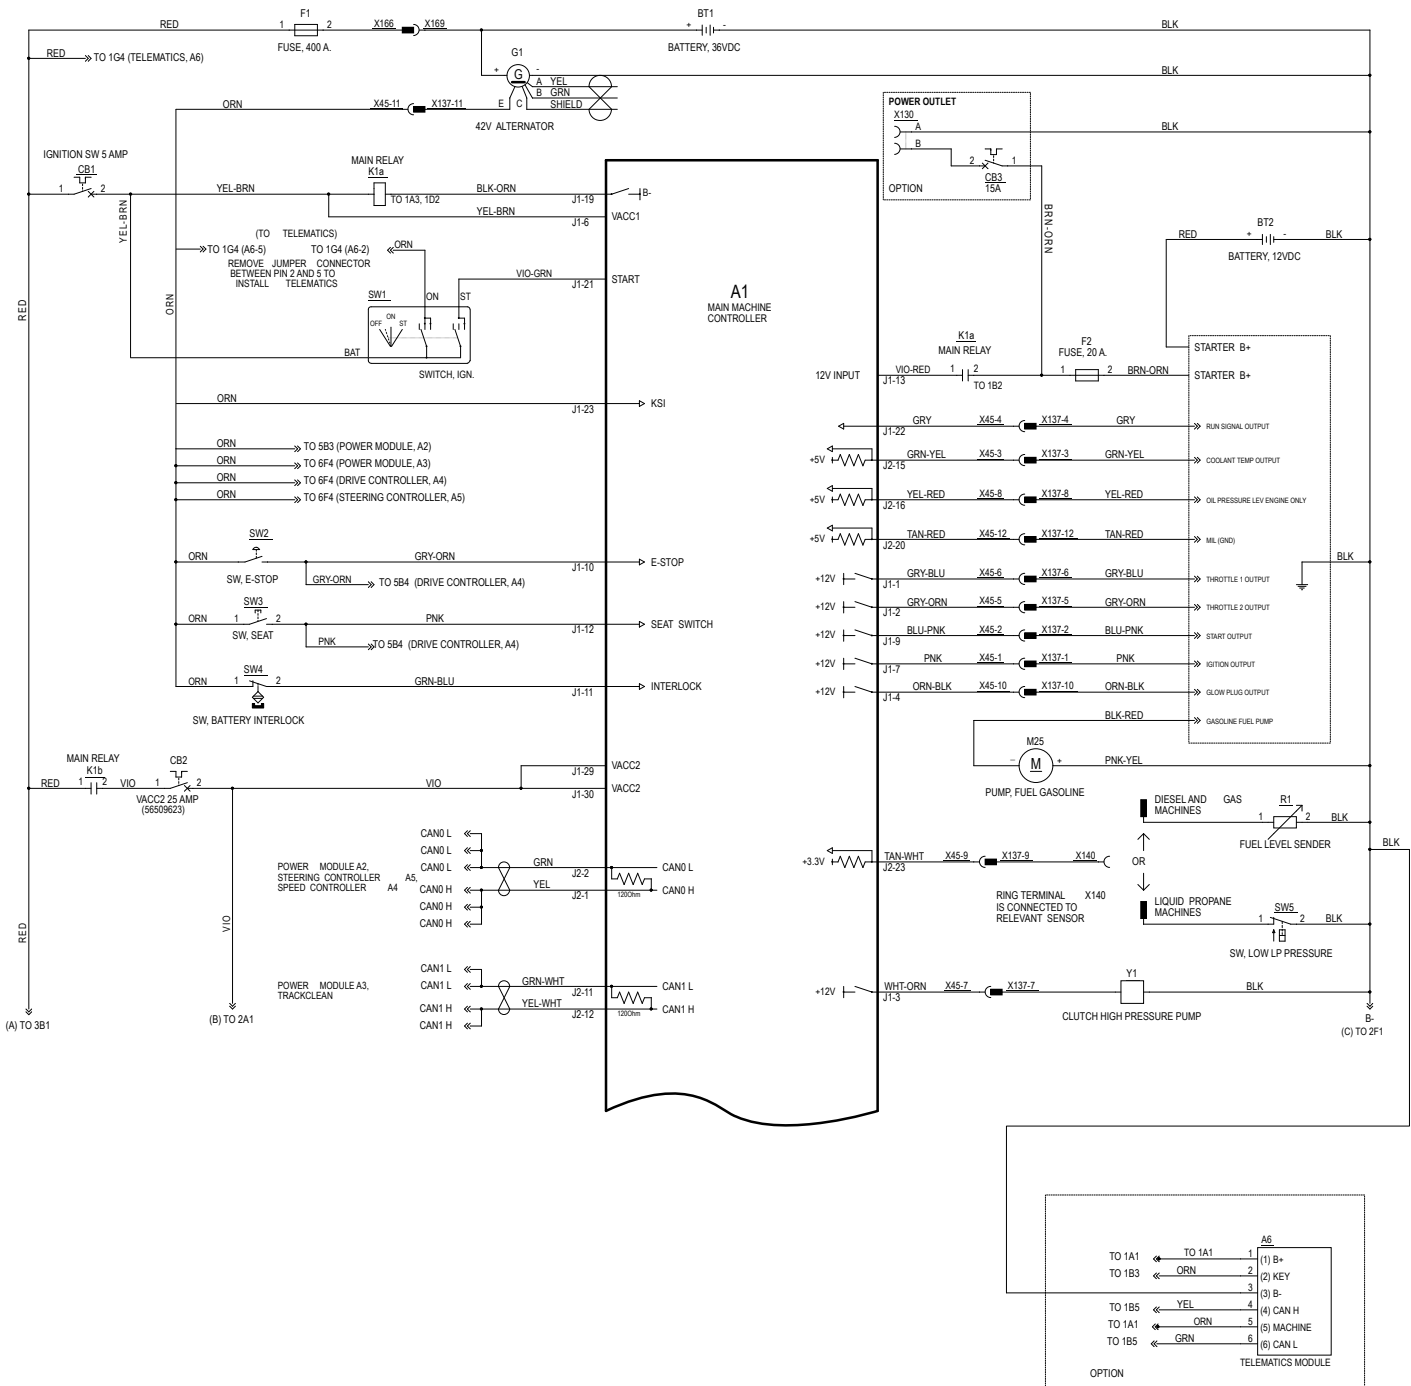 RED
F1
1 2
FUSE, 400 A.
X166 X169
BT1
+ -
BATTERY, 36VDC
BLK
RED TO 1G4 (TELEMATICS, A6)
G1
+ G -
A YEL
B GRN
E C SHIELD
42V ALTERNATOR
BLK
ORN X45-11 X137-11
POWER OUTLET
X130
A
B
2 1
CB3
15A
OPTION
BLK
IGNITION SW 5 AMP
CB1
1 2
YEL-BRN
MAIN RELAY
K1a
TO 1A3, 1D2
BLK-ORN
J1-19
B-
YEL-BRN
J1-6
VACC1
YEL-BRN
BRN-ORN
(TO TELEMATICS)
TO 1G4 (A6-5) TO 1G4 (A6-2) ORN
REMOVE JUMPER CONNECTOR
BETWEEN PIN 2 AND 5 TO
INSTALL TELEMATICS
VIO-GRN
J1-21
START
RED
ORN
SW1
ON ST
ON
OFF ST
BAT
SWITCH, IGN.
A1
MAIN MACHINE
CONTROLLER
BT2
RED + - BLK
BATTERY, 12VDC
K1a
MAIN RELAY
F2
FUSE, 20 A.
STARTER B+
12V INPUT VIO-RED 1 2 1 2 BRN-ORN STARTER B+
J1-13
TO 1B2
ORN
J1-23
KSI
GRY X45-4 X137-4 GRY RUN SIGNAL OUTPUT
J1-22
ORN TO 5B3 (POWER MODULE, A2)
ORN TO 6F4 (POWER MODULE, A3)
ORN TO 6F4 (DRIVE CONTROLLER, A4)
ORN TO 6F4 (STEERING CONTROLLER, A5)
+5V GRN-YEL X45-3 X137-3 GRN-YEL COOLANT TEMP OUTPUT
J2-15
+5V YEL-RED X45-8 X137-8 YEL-RED OIL PRESSURE LEV ENGINE ONLY
J2-16
+5V TAN-RED X45-12 X137-12 TAN-RED MIL (GND)
J2-20
BLK
SW2
ORN GRY-ORN
J1-10
E-STOP
SW, E-STOP
GRY-ORN TO 5B4 (DRIVE CONTROLLER, A4)
+12V GRY-BLU X45-6 X137-6 GRY-BLU THROTTLE 1 OUTPUT
J1-1
+12V GRY-ORN X45-5 X137-5 GRY-ORN THROTTLE 2 OUTPUT
J1-2
SW3
ORN 1 2 PNK
J1-12
SEAT SWITCH
SW, SEAT
PNK TO 5B4 (DRIVE CONTROLLER, A4)
+12V BLU-PNK X45-2 X137-2 BLU-PNK START OUTPUT
J1-9
+12V PNK X45-1 X137-1 PNK IGITION OUTPUT
J1-7
SW4
ORN 1 2 GRN-BLU
J1-11
INTERLOCK
SW, BATTERY INTERLOCK
+12V ORN-BLK X45-10 X137-10 ORN-BLK GLOW PLUG OUTPUT
J1-4
BLK-RED GASOLINE FUEL PUMP
M25
- M + PNK-YEL
PUMP, FUEL GASOLINE
MAIN RELAY
K1b
RED 1 2 VIO
CB2
1 2
VACC2 25 AMP
(56509623)
VIO
J1-29
VACC2
J1-30
VACC2
DIESEL AND GAS
MACHINES
R1
1 2 BLK
FUEL LEVEL SENDER
BLK
CAN0 L
CAN0 L
CAN0 L
CAN0 H
CAN0 H
CAN0 H
POWER MODULE A2,
STEERING CONTROLLER A5,
SPEED CONTROLLER A4
GRN
J2-2
CAN0 L
YEL
J2-1
120Ohm
CAN0 H
+3.3V TAN-WHT X45-9 X137-9 X140
J2-23
OR
RING TERMINAL X140
IS CONNECTED TO
RELEVANT SENSOR
LIQUID PROPANE
MACHINES
SW5
1 2 BLK
SW, LOW LP PRESSURE
RED
VIO
CAN1 L
CAN1 L
CAN1 H
CAN1 H
POWER MODULE A3,
TRACKCLEAN
GRN-WHT
J2-11
CAN1 L
YEL-WHT
J2-12
120Ohm
CAN1 H
+12V WHT-ORN X45-7 X137-7 Y1 BLK
J1-3
CLUTCH HIGH PRESSURE PUMP
(A) TO 3B1
(B) TO 2A1
B-
(C) TO 2F1
A6
TO 1A1 TO 1A1 1 (1) B+
TO 1B3 ORN 2 (2) KEY
3 (3) B-
TO 1B5 YEL 4 (4) CAN H
TO 1A1 ORN 5 (5) MACHINE
TO 1B5 GRN 6 (6) CAN L
TELEMATICS MODULE
OPTION